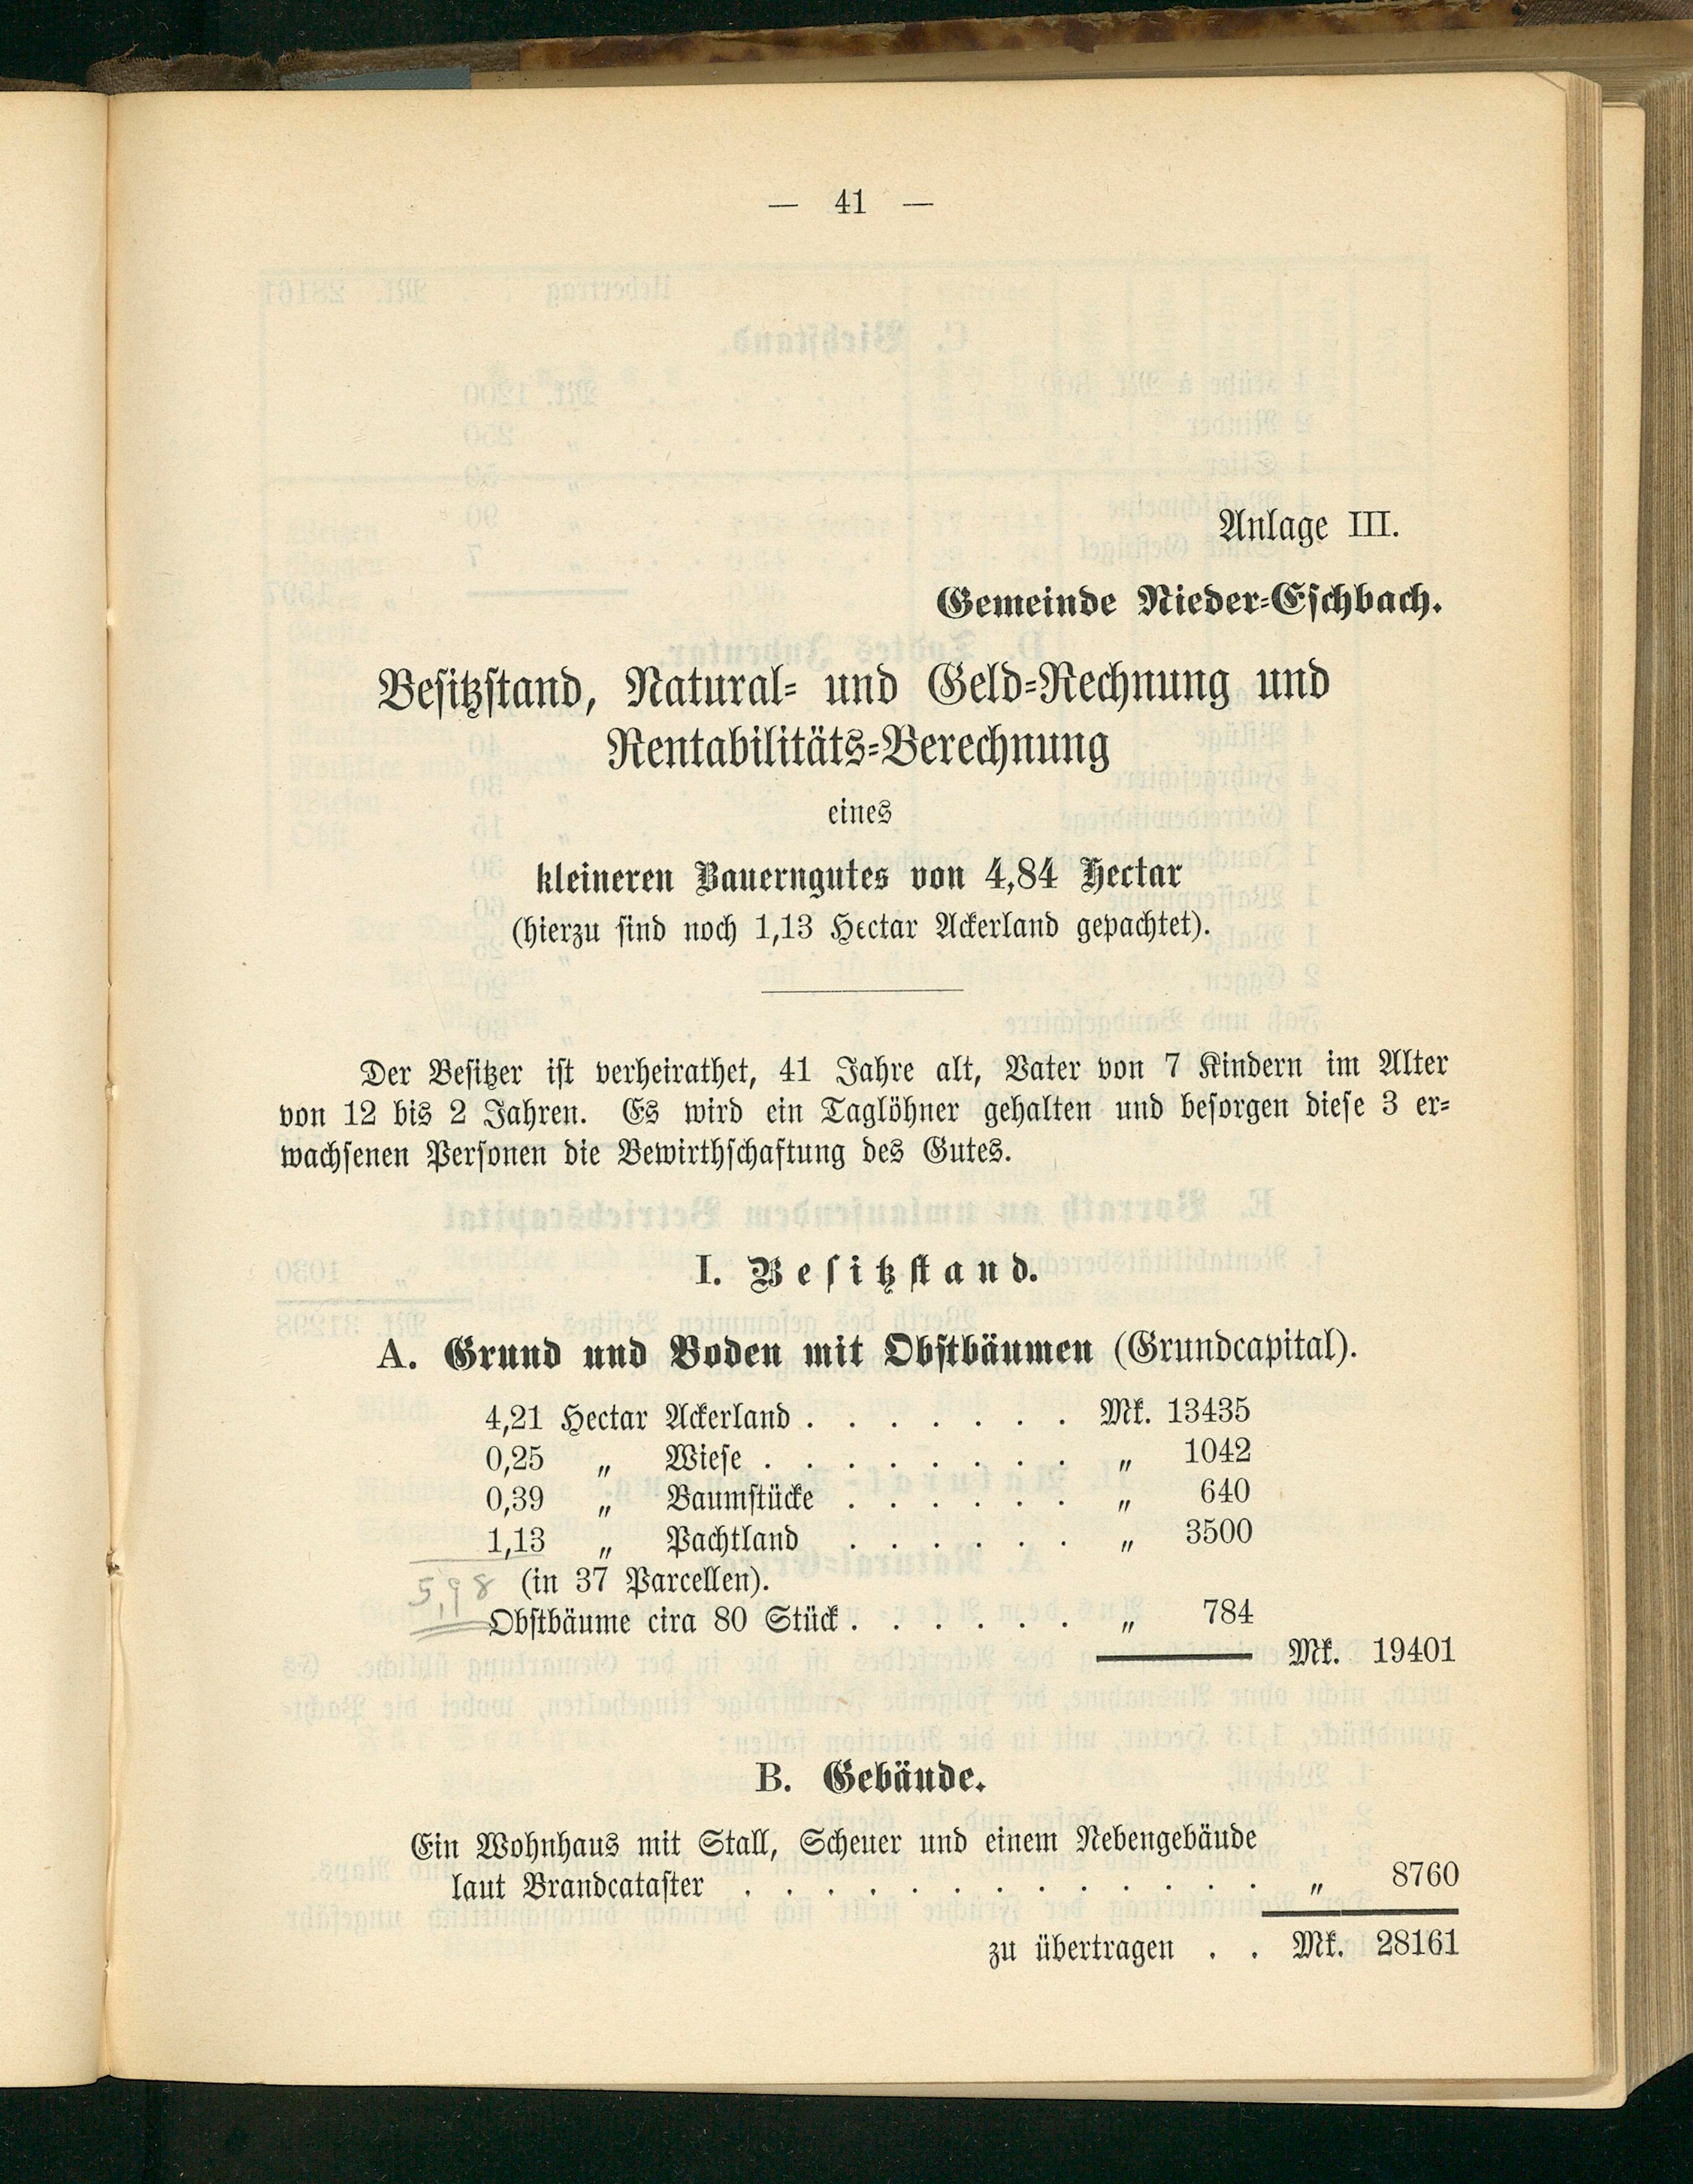 — 41 —
Anlage III.
Gemeinde Nieder-Eschbach.
Besitzstand, Natural- und Geld-Rechnung und
Rentabilitäts-Berechnung
eines
kleineren Bauerngutes von 4,84 Hectar
(hierzu sind noch 1,13 Hectar Ackerland gepachtet).
Der Besitzer ist verheirathet, 41 Jahre alt, Vater von 7 Kindern im Alter
von 12 bis 2 Jahren. Es wird ein Taglöhner gehalten und besorgen diese 3 er-
wachsenen Personen die Bewirthschaftung des Gutes.
I. Besitzstand.
A. Grund und Boden mit Obstbäumen (Grundcapital).
4,21 Hectar Ackerland . . . . . . . Mk. 13435
0,25 „ Wiese . . . . . . . . „ 1042
0,39 „ Baumstücke . . . . . . „ 640
1,13 „ Pachtland . . . . . . „ 3500
5,98 (in 37 Parcellen).
Obstbäume cira 80 Stück . . . . . . „ 784
Mk. 19401
B. Gebäude.
Ein Wohnhaus mit Stall, Scheuer und einem Nebengebäude
laut Brandcataster . . . . . . . . . . . . . „ 8760
zu übertragen . . Mk. 28161